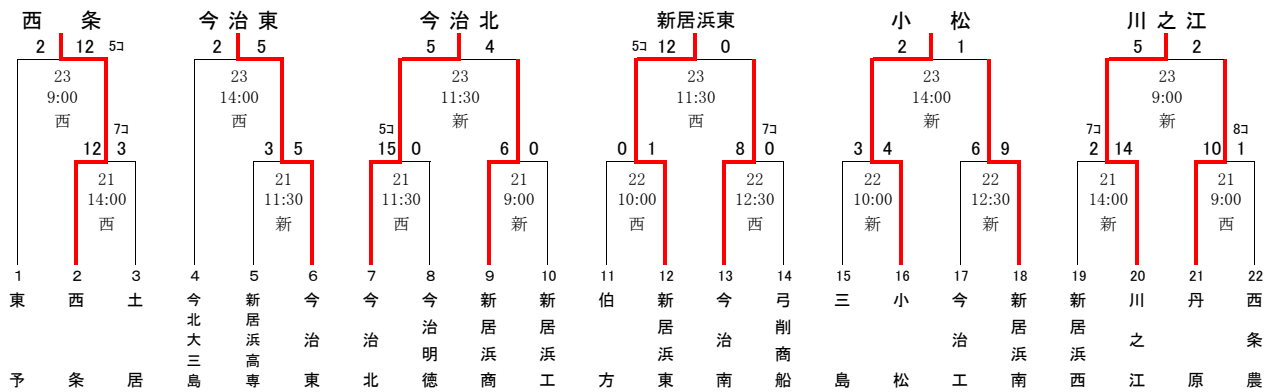 西条 今治東 今治北 新居浜東 小松 川之江
2 12 5コ 2 5 5 4 5コ 12 0 2 1 5 2
23 23 23 23 23 23
9:00 14:00 11:30 11:30 14:00 9:00
西 西 新 西 新 新
7コ 5コ 7コ 7コ 8コ
12 3 3 5 15 0 6 0 0 1 8 0 3 4 6 9 2 14 10 1
21 21 21 21 22 22 22 22 21 21
14:00 11:30 11:30 9:00 10:00 12:30 10:00 12:30 14:00 9:00
西 新 西 新 西 西 新 新 新 西
1 2 3 4 5 6 7 8 9 10 11 12 13 14 15 16 17 18 19 20 21 22
東予
西条
土居
今北大三島
新居浜高専
今治東
今治北
今治明徳
新居浜商
新居浜工
伯方
新居浜東
今治南
弓削商船
三島
小松
今治工
新居浜南
新居浜西
川之江
丹原
西条農